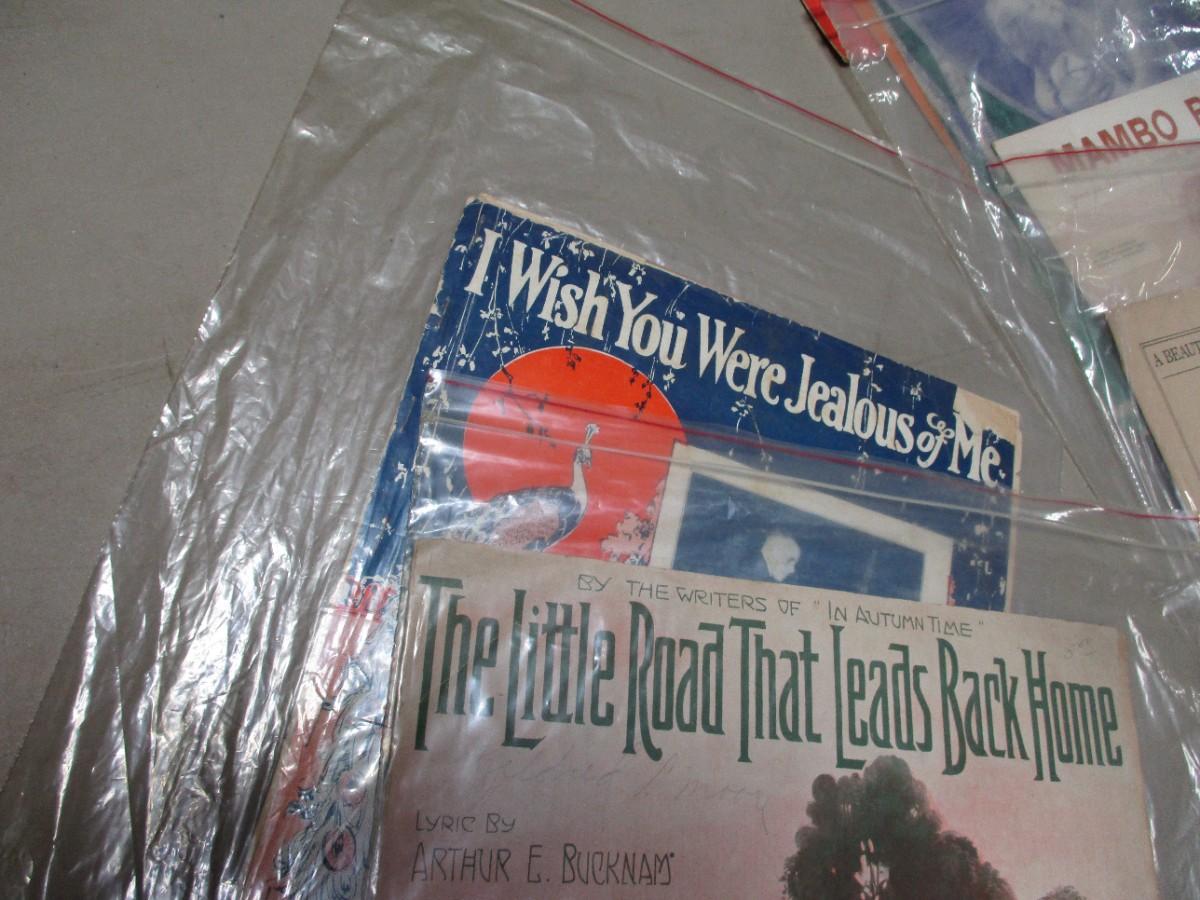 MAMBO
A BEAUT
I Wish You Were Jealous of Me.
BY THE WRITERS OF "IN AUTUMN TIME"
The Little Road That Leads Back Home
LYRIC BY
ARTHUR E. BUCKNAM